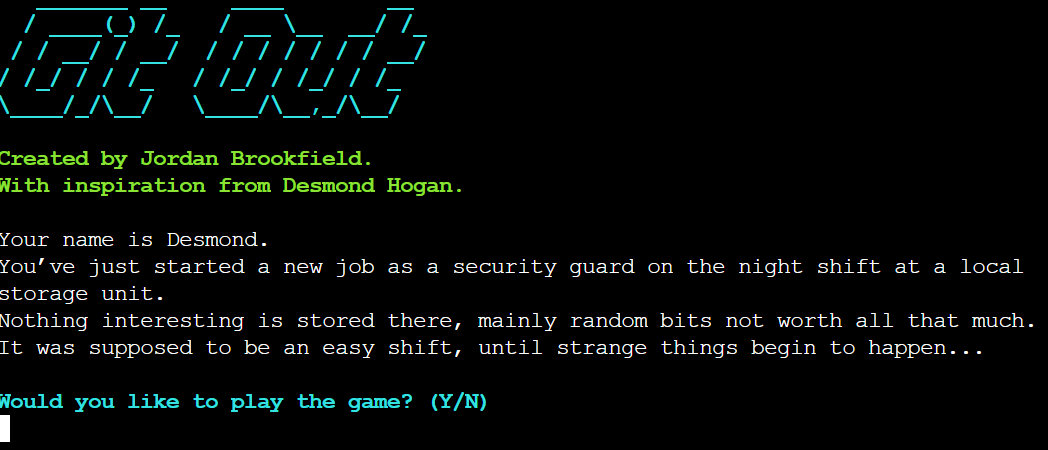 Git Out
Created by Jordan Brookfield.
With inspiration from Desmond Hogan.
Your name is Desmond.
You’ve just started a new job as a security guard on the night shift at a local
storage unit.
Nothing interesting is stored there, mainly random bits not worth all that much.
It was supposed to be an easy shift, until strange things begin to happen...
Would you like to play the game? (Y/N)